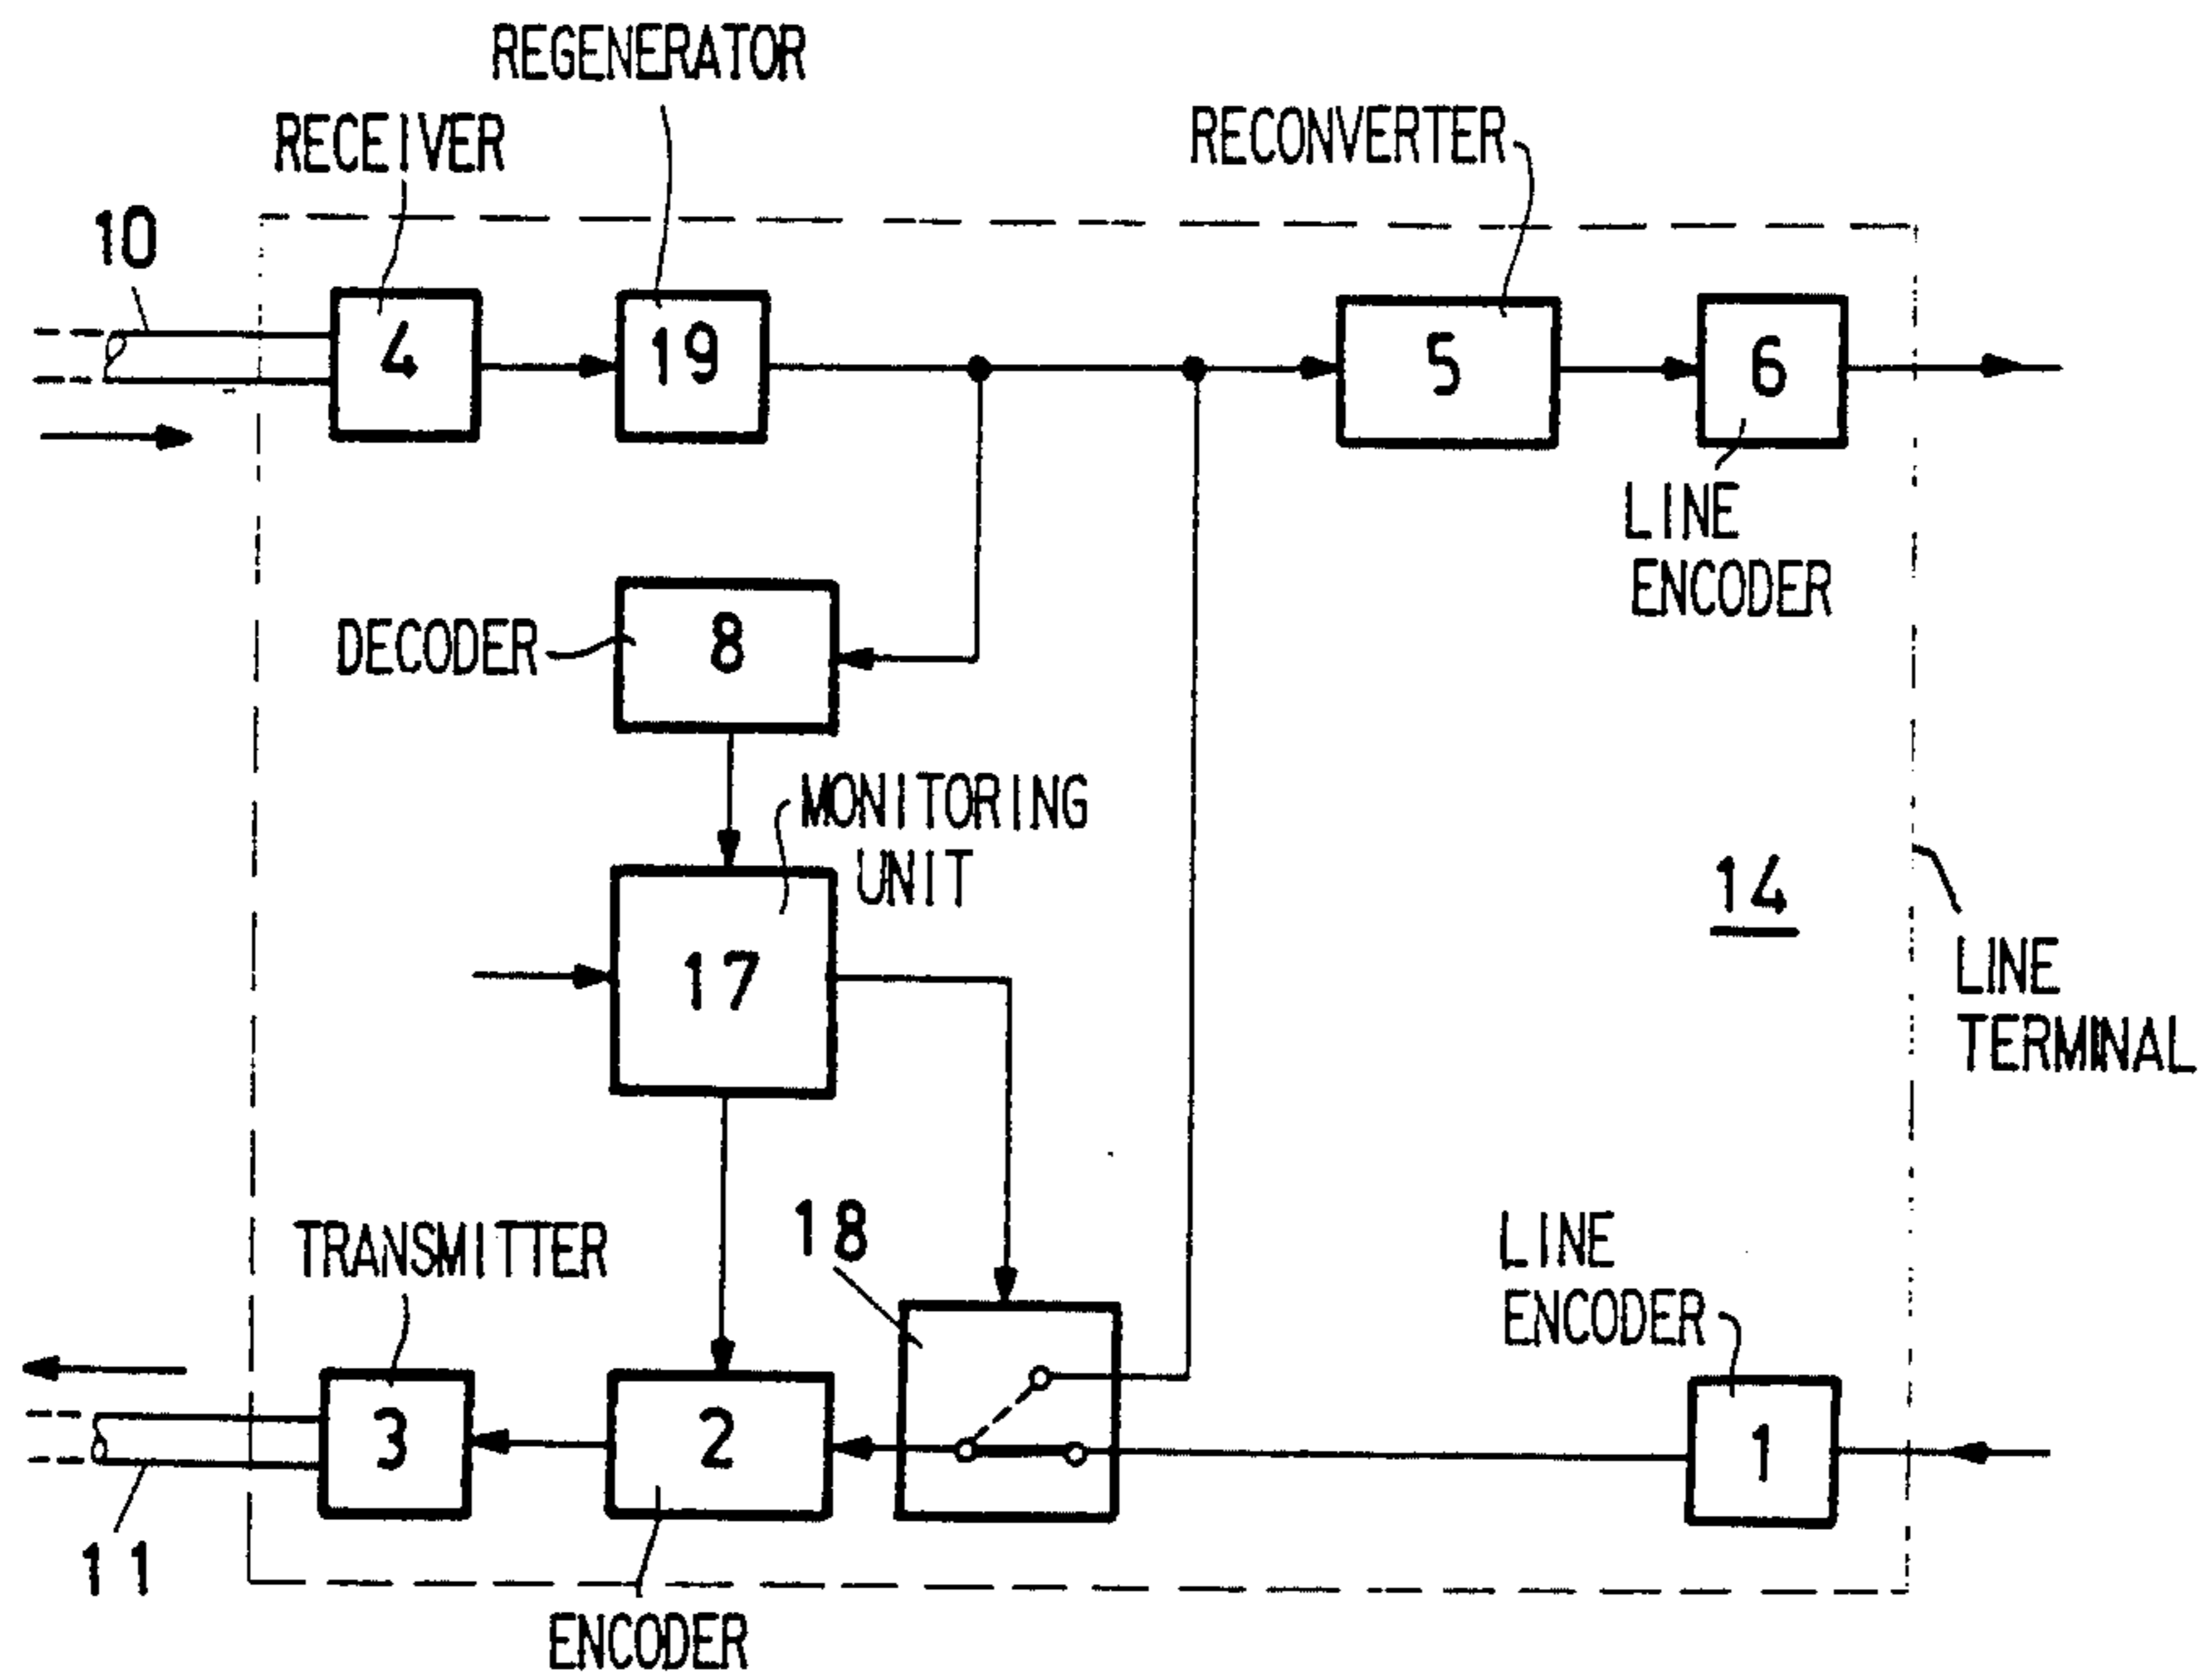 REGENERATOR
RECEIVER
RECONVERTER
10
4
19
5
6
LINE
ENCODER
DECODER
8
MONITORING
UNIT
17
14
LINE
TERMINAL
TRANSMITTER
18
LINE
ENCODER
3
2
1
11
ENCODER